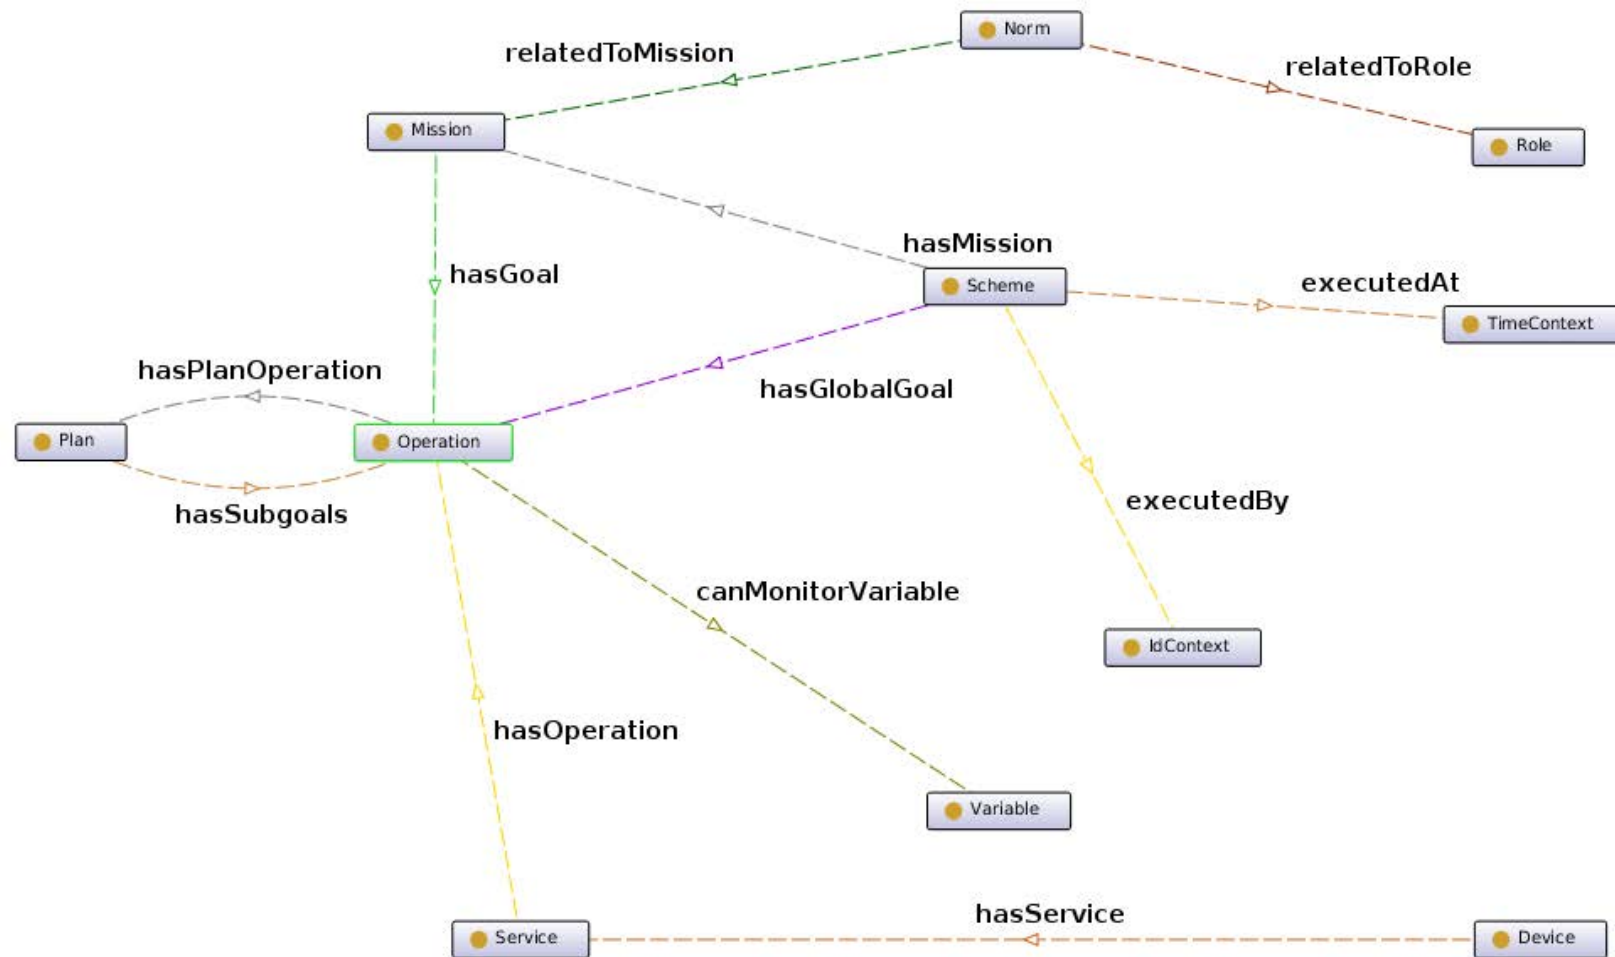 Norm
relatedToMission
relatedToRole
Mission
Role
hasMission
hasGoal
Scheme
executedAt
TimeContext
hasPlanOperation
hasGlobalGoal
Plan
Operation
hasSubgoals
executedBy
canMonitorVariable
IdContext
hasOperation
Variable
hasService
Service
Device